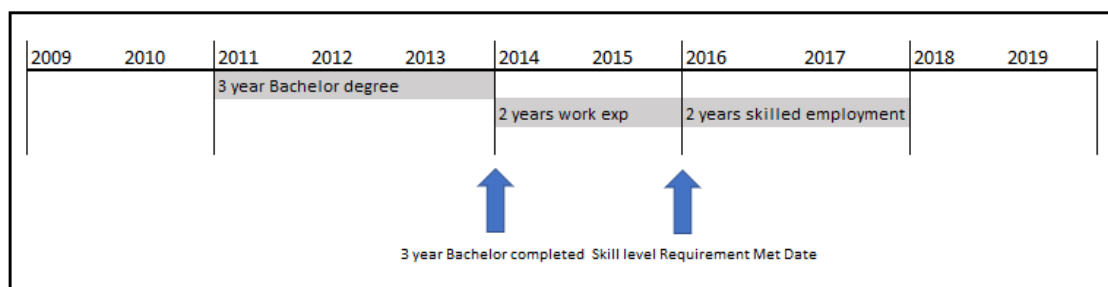 2009 2010 2011 2012 2013 2014 2015 2016 2017 2018 2019
3 year Bachelor degree
2 years work exp 2 years skilled employment
3 year Bachelor completed Skill level Requirement Met Date